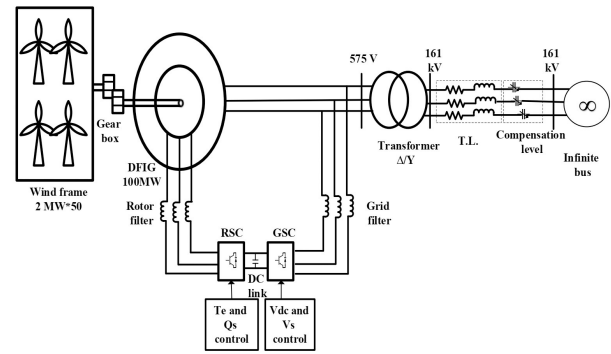 575 V
161
kV
161
kV
∞
Gear
box
DFIG
100MW
Transformer
Δ/Y
T.L.
Compensation
level
Infinite
bus
Wind frame
2 MW*50
Rotor
filter
Grid
filter
RSC
GSC
DC
link
Te and
Qs
control
Vdc and
Vs
control